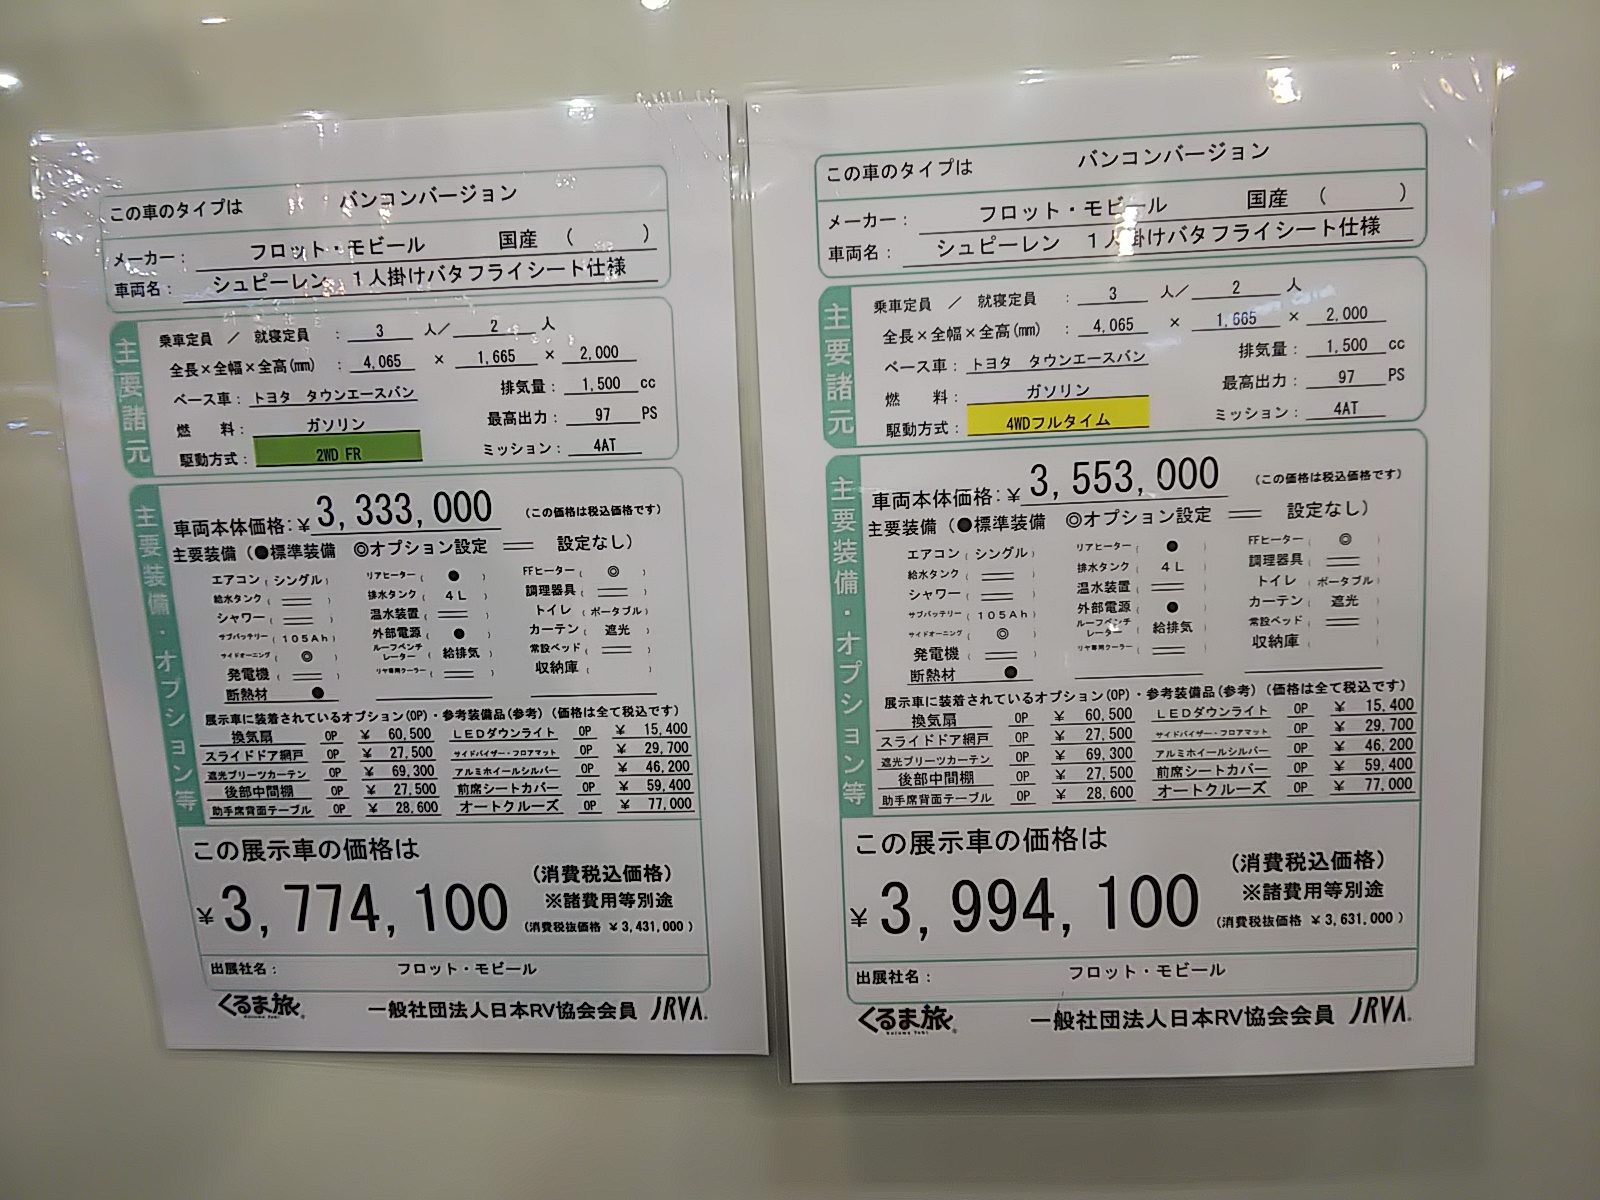 この車のタイプは バンコンバージョン
メーカー： フロット・モビール 国産 （ ）
車両名： シュピーレン １人掛けバタフライシート仕様
主要諸元
乗車定員 ／ 就寝定員 ： 3 人／ 2 人
全長×全幅×全高(mm) ： 4,065 × 1,665 × 2,000
ベース車： トヨタ タウンエースバン 排気量： 1,500 cc
燃 料： ガソリン 最高出力： 97 PS
駆動方式： 2WD FR ミッション： 4AT
主要装備・オプション等
車両本体価格：￥3,333,000 （この価格は税込価格です）
主要装備（●標準装備 ◎オプション設定 ＝ 設定なし）
エアコン（ シングル ） リアヒーター（ ● ） FFヒーター（ ◎ ）
給水タンク（ ＝ ） 排水タンク（ ４Ｌ ） 調理器具（ ＝ ）
シャワー（ ＝ ） 温水装置（ ＝ ） トイレ（ ポータブル ）
サブバッテリー（ １０５Ａｈ ） 外部電源（ ● ） カーテン（ 遮光 ）
サイドオーニング（ ◎ ） ルーフベンチレーター（ 給排気 ） 常設ベッド（ ＝ ）
発電機（ ＝ ） リヤ専用クーラー（ ＝ ） 収納庫（ ）
断熱材 ●
展示車に装着されているオプション(OP)・参考装備品(参考)（価格は全て税込です）
換気扇 OP ￥ 60,500 ＬＥＤダウンライト OP ￥ 15,400
スライドドア網戸 OP ￥ 27,500 サイドバイザー・フロアマット OP ￥ 29,700
遮光プリーツカーテン OP ￥ 69,300 アルミホイールシルバー OP ￥ 46,200
後部中間棚 OP ￥ 27,500 前席シートカバー OP ￥ 59,400
助手席背面テーブル OP ￥ 28,600 オートクルーズ OP ￥ 77,000
この展示車の価格は
￥3,774,100 （消費税込価格）
※諸費用等別途
（消費税抜価格 ￥3,431,000 ）
出展社名： フロット・モビール
くるま旅 一般社団法人日本RV協会会員 JRVA
この車のタイプは バンコンバージョン
メーカー： フロット・モビール 国産 （ ）
車両名： シュピーレン １人掛けバタフライシート仕様
主要諸元
乗車定員 ／ 就寝定員 ： 3 人／ 2 人
全長×全幅×全高(mm) ： 4,065 × 1,665 × 2,000
ベース車： トヨタ タウンエースバン 排気量： 1,500 cc
燃 料： ガソリン 最高出力： 97 PS
駆動方式： 4WDフルタイム ミッション： 4AT
主要装備・オプション等
車両本体価格：￥3,553,000 （この価格は税込価格です）
主要装備（●標準装備 ◎オプション設定 ＝ 設定なし）
エアコン（ シングル ） リアヒーター（ ● ） FFヒーター（ ◎ ）
給水タンク（ ＝ ） 排水タンク（ ４Ｌ ） 調理器具（ ＝ ）
シャワー（ ＝ ） 温水装置（ ＝ ） トイレ（ ポータブル ）
サブバッテリー（ １０５Ａｈ ） 外部電源（ ● ） カーテン（ 遮光 ）
サイドオーニング（ ◎ ） ルーフベンチレーター（ 給排気 ） 常設ベッド（ ＝ ）
発電機（ ＝ ） リヤ専用クーラー（ ＝ ） 収納庫（ ）
断熱材 ●
展示車に装着されているオプション(OP)・参考装備品(参考)（価格は全て税込です）
換気扇 OP ￥ 60,500 ＬＥＤダウンライト OP ￥ 15,400
スライドドア網戸 OP ￥ 27,500 サイドバイザー・フロアマット OP ￥ 29,700
遮光プリーツカーテン OP ￥ 69,300 アルミホイールシルバー OP ￥ 46,200
後部中間棚 OP ￥ 27,500 前席シートカバー OP ￥ 59,400
助手席背面テーブル OP ￥ 28,600 オートクルーズ OP ￥ 77,000
この展示車の価格は
￥3,994,100 （消費税込価格）
※諸費用等別途
（消費税抜価格 ￥3,631,000 ）
出展社名： フロット・モビール
くるま旅 一般社団法人日本RV協会会員 JRVA